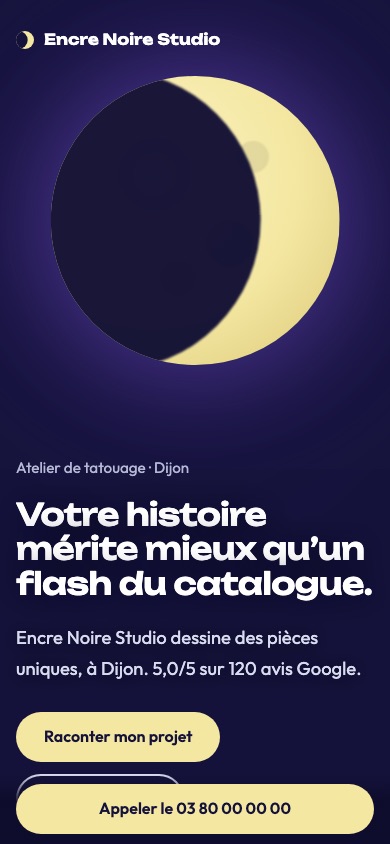 Encre Noire Studio
Atelier de tatouage · Dijon
Votre histoire
mérite mieux qu’un
flash du catalogue.
Encre Noire Studio dessine des pièces
uniques, à Dijon. 5,0/5 sur 120 avis Google.
Raconter mon projet
Appeler le 03 80 00 00 00